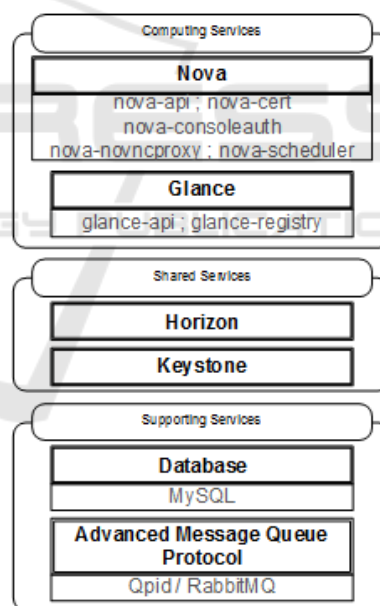 Computing Services
Nova
nova-api ; nova-cert
nova-consoleauth
nova-novncproxy ; nova-scheduler
Glance
glance-api ; glance-registry
Shared Services
Horizon
Keystone
Supporting Services
Database
MySQL
Advanced Message Queue
Protocol
Qpid / RabbitMQ